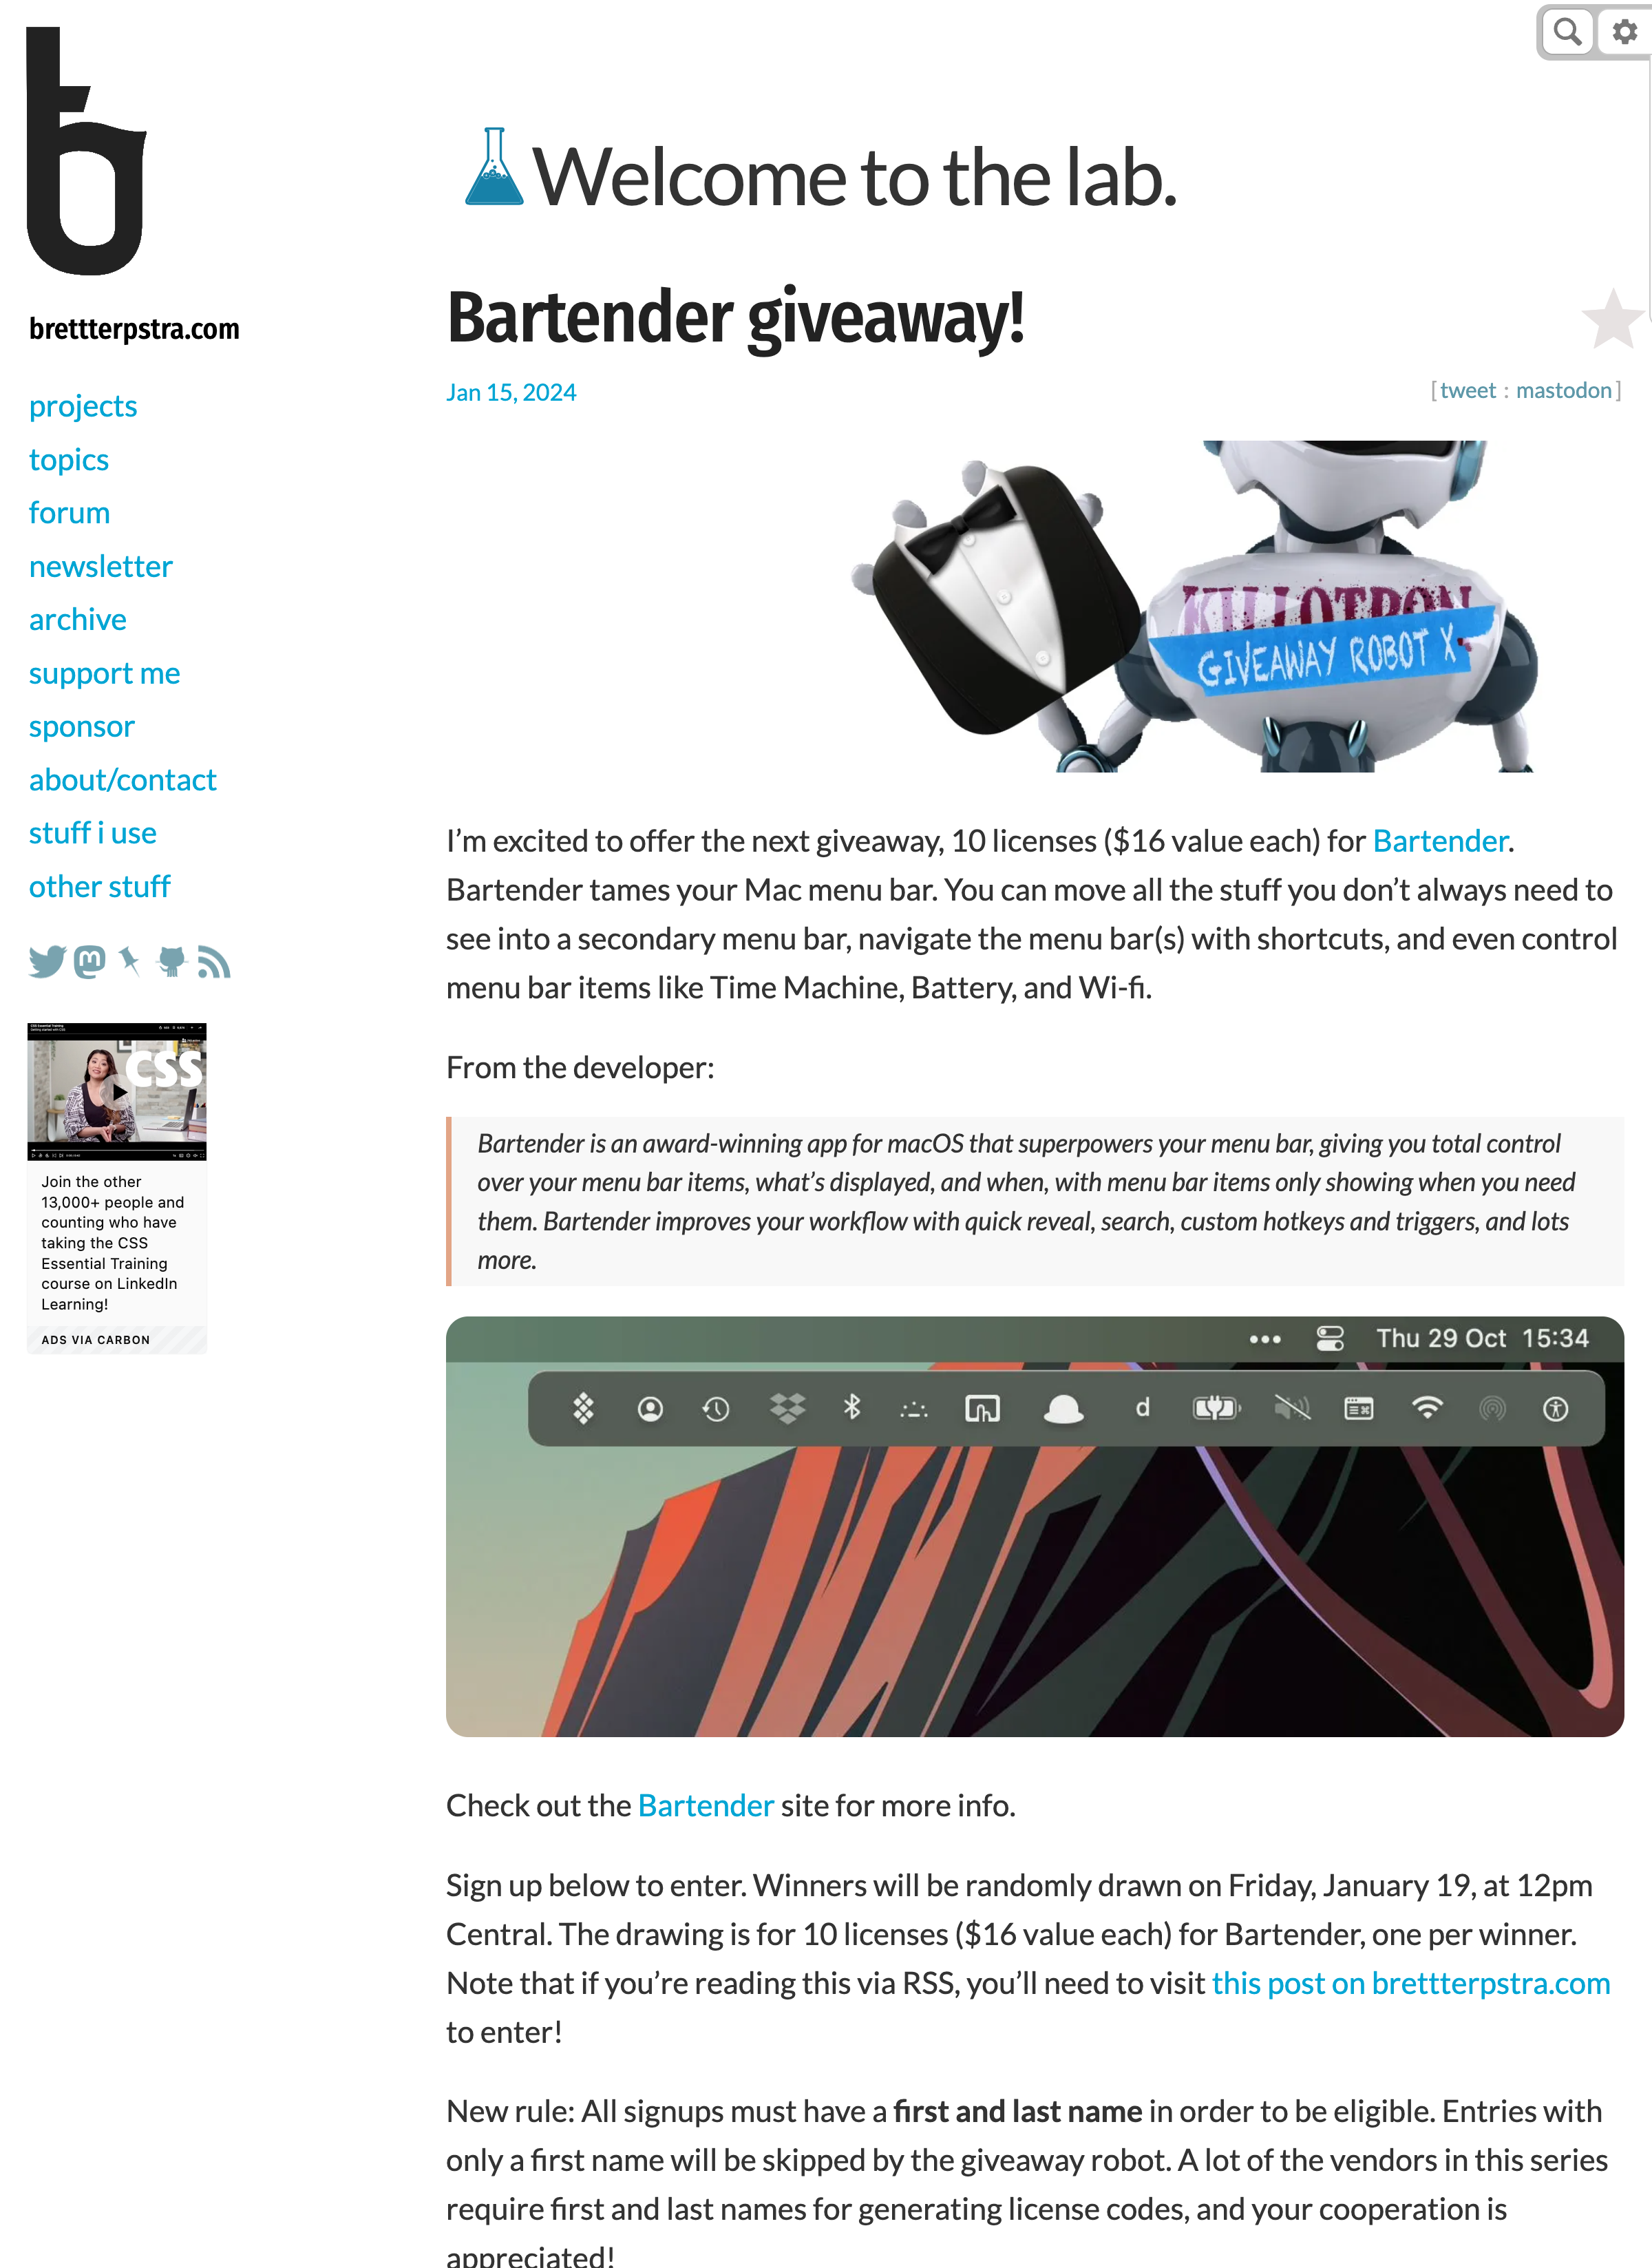 Welcome to the lab.
brettterpstra.com
projects
topics
forum
newsletter
archive
support me
sponsor
about/contact
stuff i use
other stuff
CSS
Join the other
13,000+ people and
counting who have
taking the CSS
Essential Training
course on LinkedIn
Learning!
ADS VIA CARBON
Bartender giveaway!
Jan 15, 2024
[ tweet : mastodon ]
KILLOTRON
GIVEAWAY ROBOT X
I’m excited to offer the next giveaway, 10 licenses ($16 value each) for Bartender.
Bartender tames your Mac menu bar. You can move all the stuff you don’t always need to
see into a secondary menu bar, navigate the menu bar(s) with shortcuts, and even control
menu bar items like Time Machine, Battery, and Wi-fi.
From the developer:
Bartender is an award-winning app for macOS that superpowers your menu bar, giving you total control
over your menu bar items, what’s displayed, and when, with menu bar items only showing when you need
them. Bartender improves your workflow with quick reveal, search, custom hotkeys and triggers, and lots
more.
Thu 29 Oct 15:34
d
Check out the Bartender site for more info.
Sign up below to enter. Winners will be randomly drawn on Friday, January 19, at 12pm
Central. The drawing is for 10 licenses ($16 value each) for Bartender, one per winner.
Note that if you’re reading this via RSS, you’ll need to visit this post on brettterpstra.com
to enter!
New rule: All signups must have a first and last name in order to be eligible. Entries with
only a first name will be skipped by the giveaway robot. A lot of the vendors in this series
require first and last names for generating license codes, and your cooperation is
appreciated!